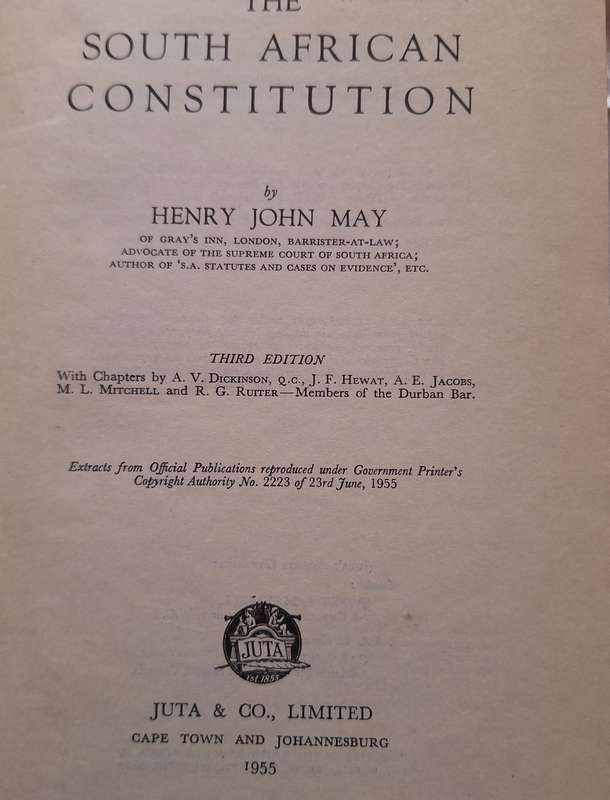 THE
SOUTH AFRICAN
CONSTITUTION
by
HENRY JOHN MAY
OF GRAY'S INN, LONDON, BARRISTER-AT-LAW;
ADVOCATE OF THE SUPREME COURT OF SOUTH AFRICA;
AUTHOR OF 'S.A. STATUTES AND CASES ON EVIDENCE', ETC.
THIRD EDITION
With Chapters by A. V. DICKINSON, Q.C., J. F. HEWAT, A. E. JACOBS,
M. L. MITCHELL and R. G. RUITER—Members of the Durban Bar.
Extracts from Official Publications reproduced under Government Printer's
Copyright Authority No. 2223 of 23rd June, 1955
JUTA
Est. 1853
JUTA & CO., LIMITED
CAPE TOWN AND JOHANNESBURG
1955